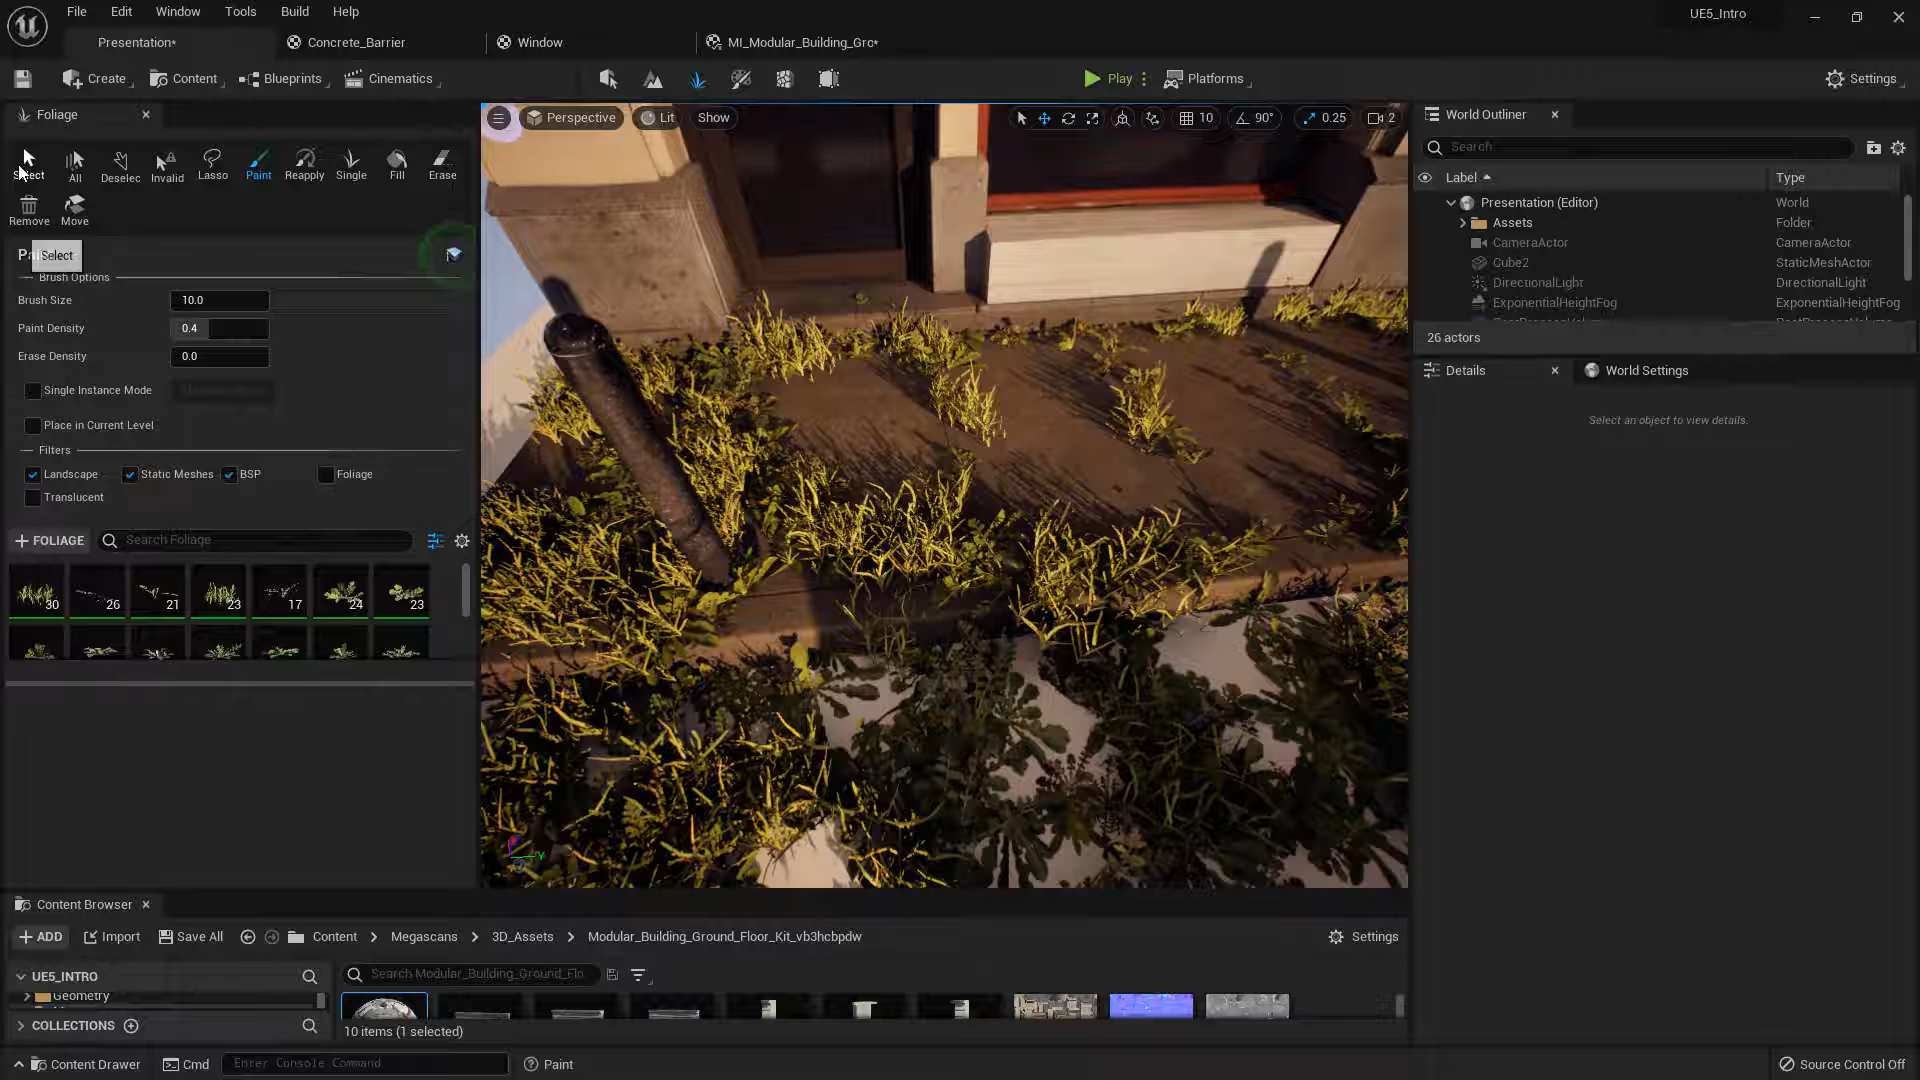 File Edit Window Tools Build Help
UE5_Intro
Presentation*
Concrete_Barrier
Window
MI_Modular_Building_Gro*
Create
Content
Blueprints
Cinematics
Play
Platforms
Settings
Foliage
Perspective
Lit
Show
10
90°
0.25
2
World Outliner
Select All Deselec Invalid Lasso Paint Reapply Single Fill Erase
Remove Move
Search
Label Type
Presentation (Editor) World
Assets Folder
CameraActor CameraActor
Cube2 StaticMeshActor
DirectionalLight DirectionalLight
ExponentialHeightFog ExponentialHeightFog
26 actors
Details
World Settings
Select an object to view details.
Select
Brush Options
Brush Size 10.0
Paint Density 0.4
Erase Density 0.0
Single Instance Mode
Place in Current Level
Filters
Landscape Static Meshes BSP Foliage
Translucent
FOLIAGE
Search Foliage
30 26 21 23 17 24 23
Y
Content Browser
ADD Import Save All Content Megascans 3D_Assets Modular_Building_Ground_Floor_Kit_vb3hcbpdw
Settings
UE5_INTRO
Search Modular_Building_Ground_Flo
Geometry
COLLECTIONS
10 items (1 selected)
Content Drawer
Cmd
Enter Console Command
Paint
Source Control Off